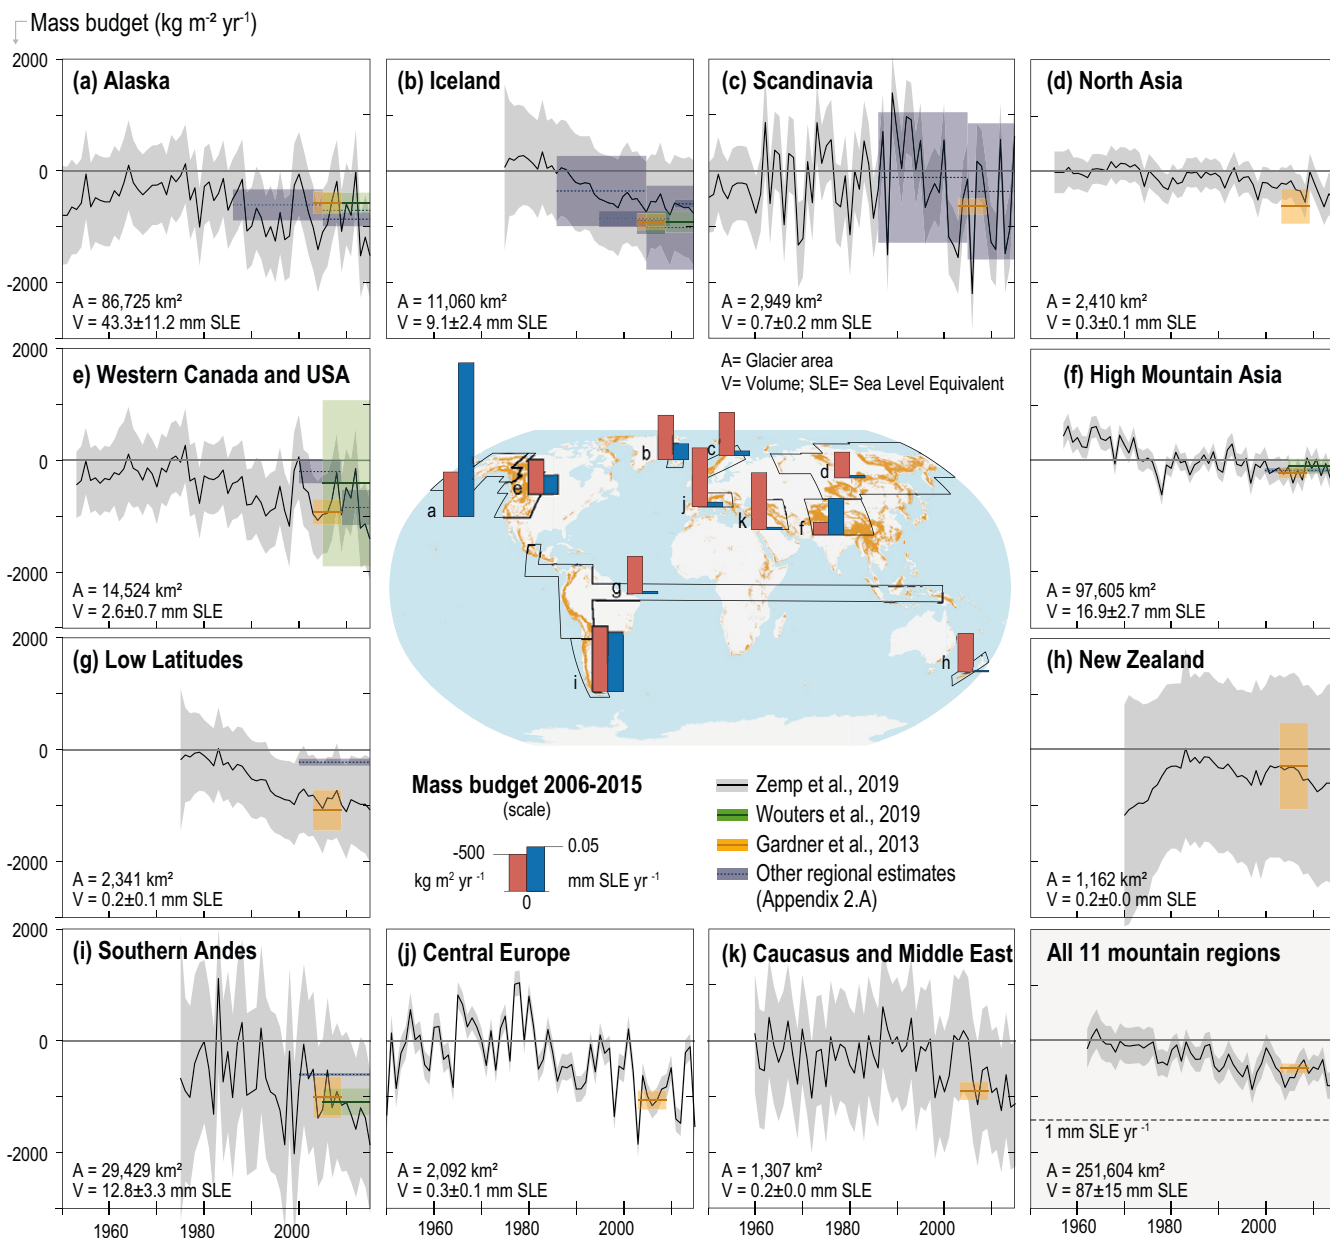 Mass budget (kg m⁻² yr⁻¹)
2000
0
-2000
(a) Alaska
A = 86,725 km²
V = 43.3±11.2 mm SLE
(b) Iceland
A = 11,060 km²
V = 9.1±2.4 mm SLE
(c) Scandinavia
A = 2,949 km²
V = 0.7±0.2 mm SLE
(d) North Asia
A = 2,410 km²
V = 0.3±0.1 mm SLE
2000
0
-2000
e) Western Canada and USA
A = 14,524 km²
V = 2.6±0.7 mm SLE
A= Glacier area
V= Volume; SLE= Sea Level Equivalent
a
b
c
d
e
f
g
h
i
j
k
(f) High Mountain Asia
A = 97,605 km²
V = 16.9±2.7 mm SLE
2000
0
-2000
(g) Low Latitudes
A = 2,341 km²
V = 0.2±0.1 mm SLE
Mass budget 2006-2015
(scale)
-500
0.05
kg m² yr ⁻¹
mm SLE yr ⁻¹
0
Zemp et al., 2019
Wouters et al., 2019
Gardner et al., 2013
Other regional estimates
(Appendix 2.A)
(h) New Zealand
A = 1,162 km²
V = 0.2±0.0 mm SLE
2000
0
-2000
(i) Southern Andes
A = 29,429 km²
V = 12.8±3.3 mm SLE
(j) Central Europe
A = 2,092 km²
V = 0.3±0.1 mm SLE
(k) Caucasus and Middle East
A = 1,307 km²
V = 0.2±0.0 mm SLE
All 11 mountain regions
1 mm SLE yr ⁻¹
A = 251,604 km²
V = 87±15 mm SLE
1960 1980 2000
1960 1980 2000
1960 1980 2000
1960 1980 2000